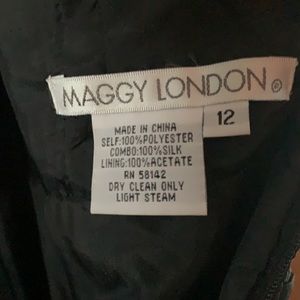 MAGGY LONDON®
12
MADE IN CHINA
SELF:100%POLYESTER
COMBO:100%SILK
LINING:100%ACETATE
RN 58142
DRY CLEAN ONLY
LIGHT STEAM